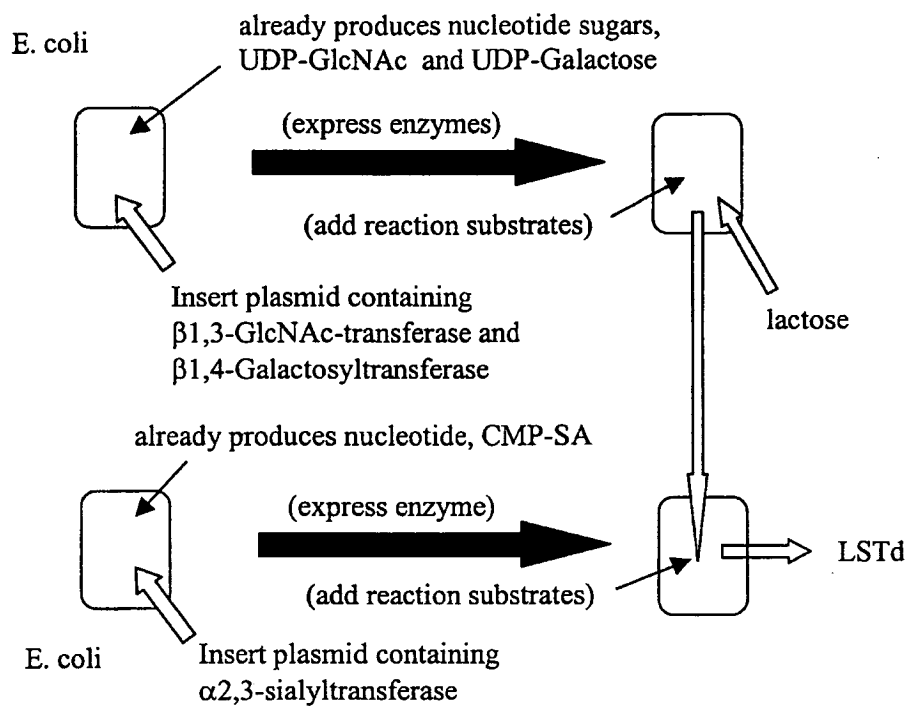 E. coli
already produces nucleotide sugars,
UDP-GlcNAc and UDP-Galactose
(express enzymes)
(add reaction substrates)
Insert plasmid containing
β1,3-GlcNAc-transferase and
β1,4-Galactosyltransferase
lactose
already produces nucleotide, CMP-SA
(express enzyme)
(add reaction substrates)
LSTd
E. coli
Insert plasmid containing
α2,3-sialyltransferase